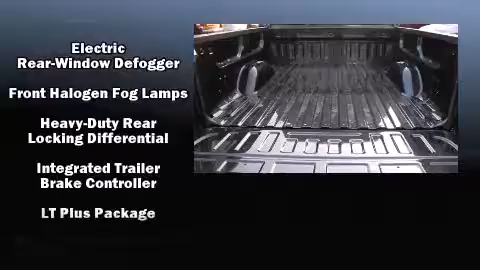 Electric
Rear-Window Defogger
Front Halogen Fog Lamps
Heavy-Duty Rear
Locking Differential
Integrated Trailer
Brake Controller
LT Plus Package